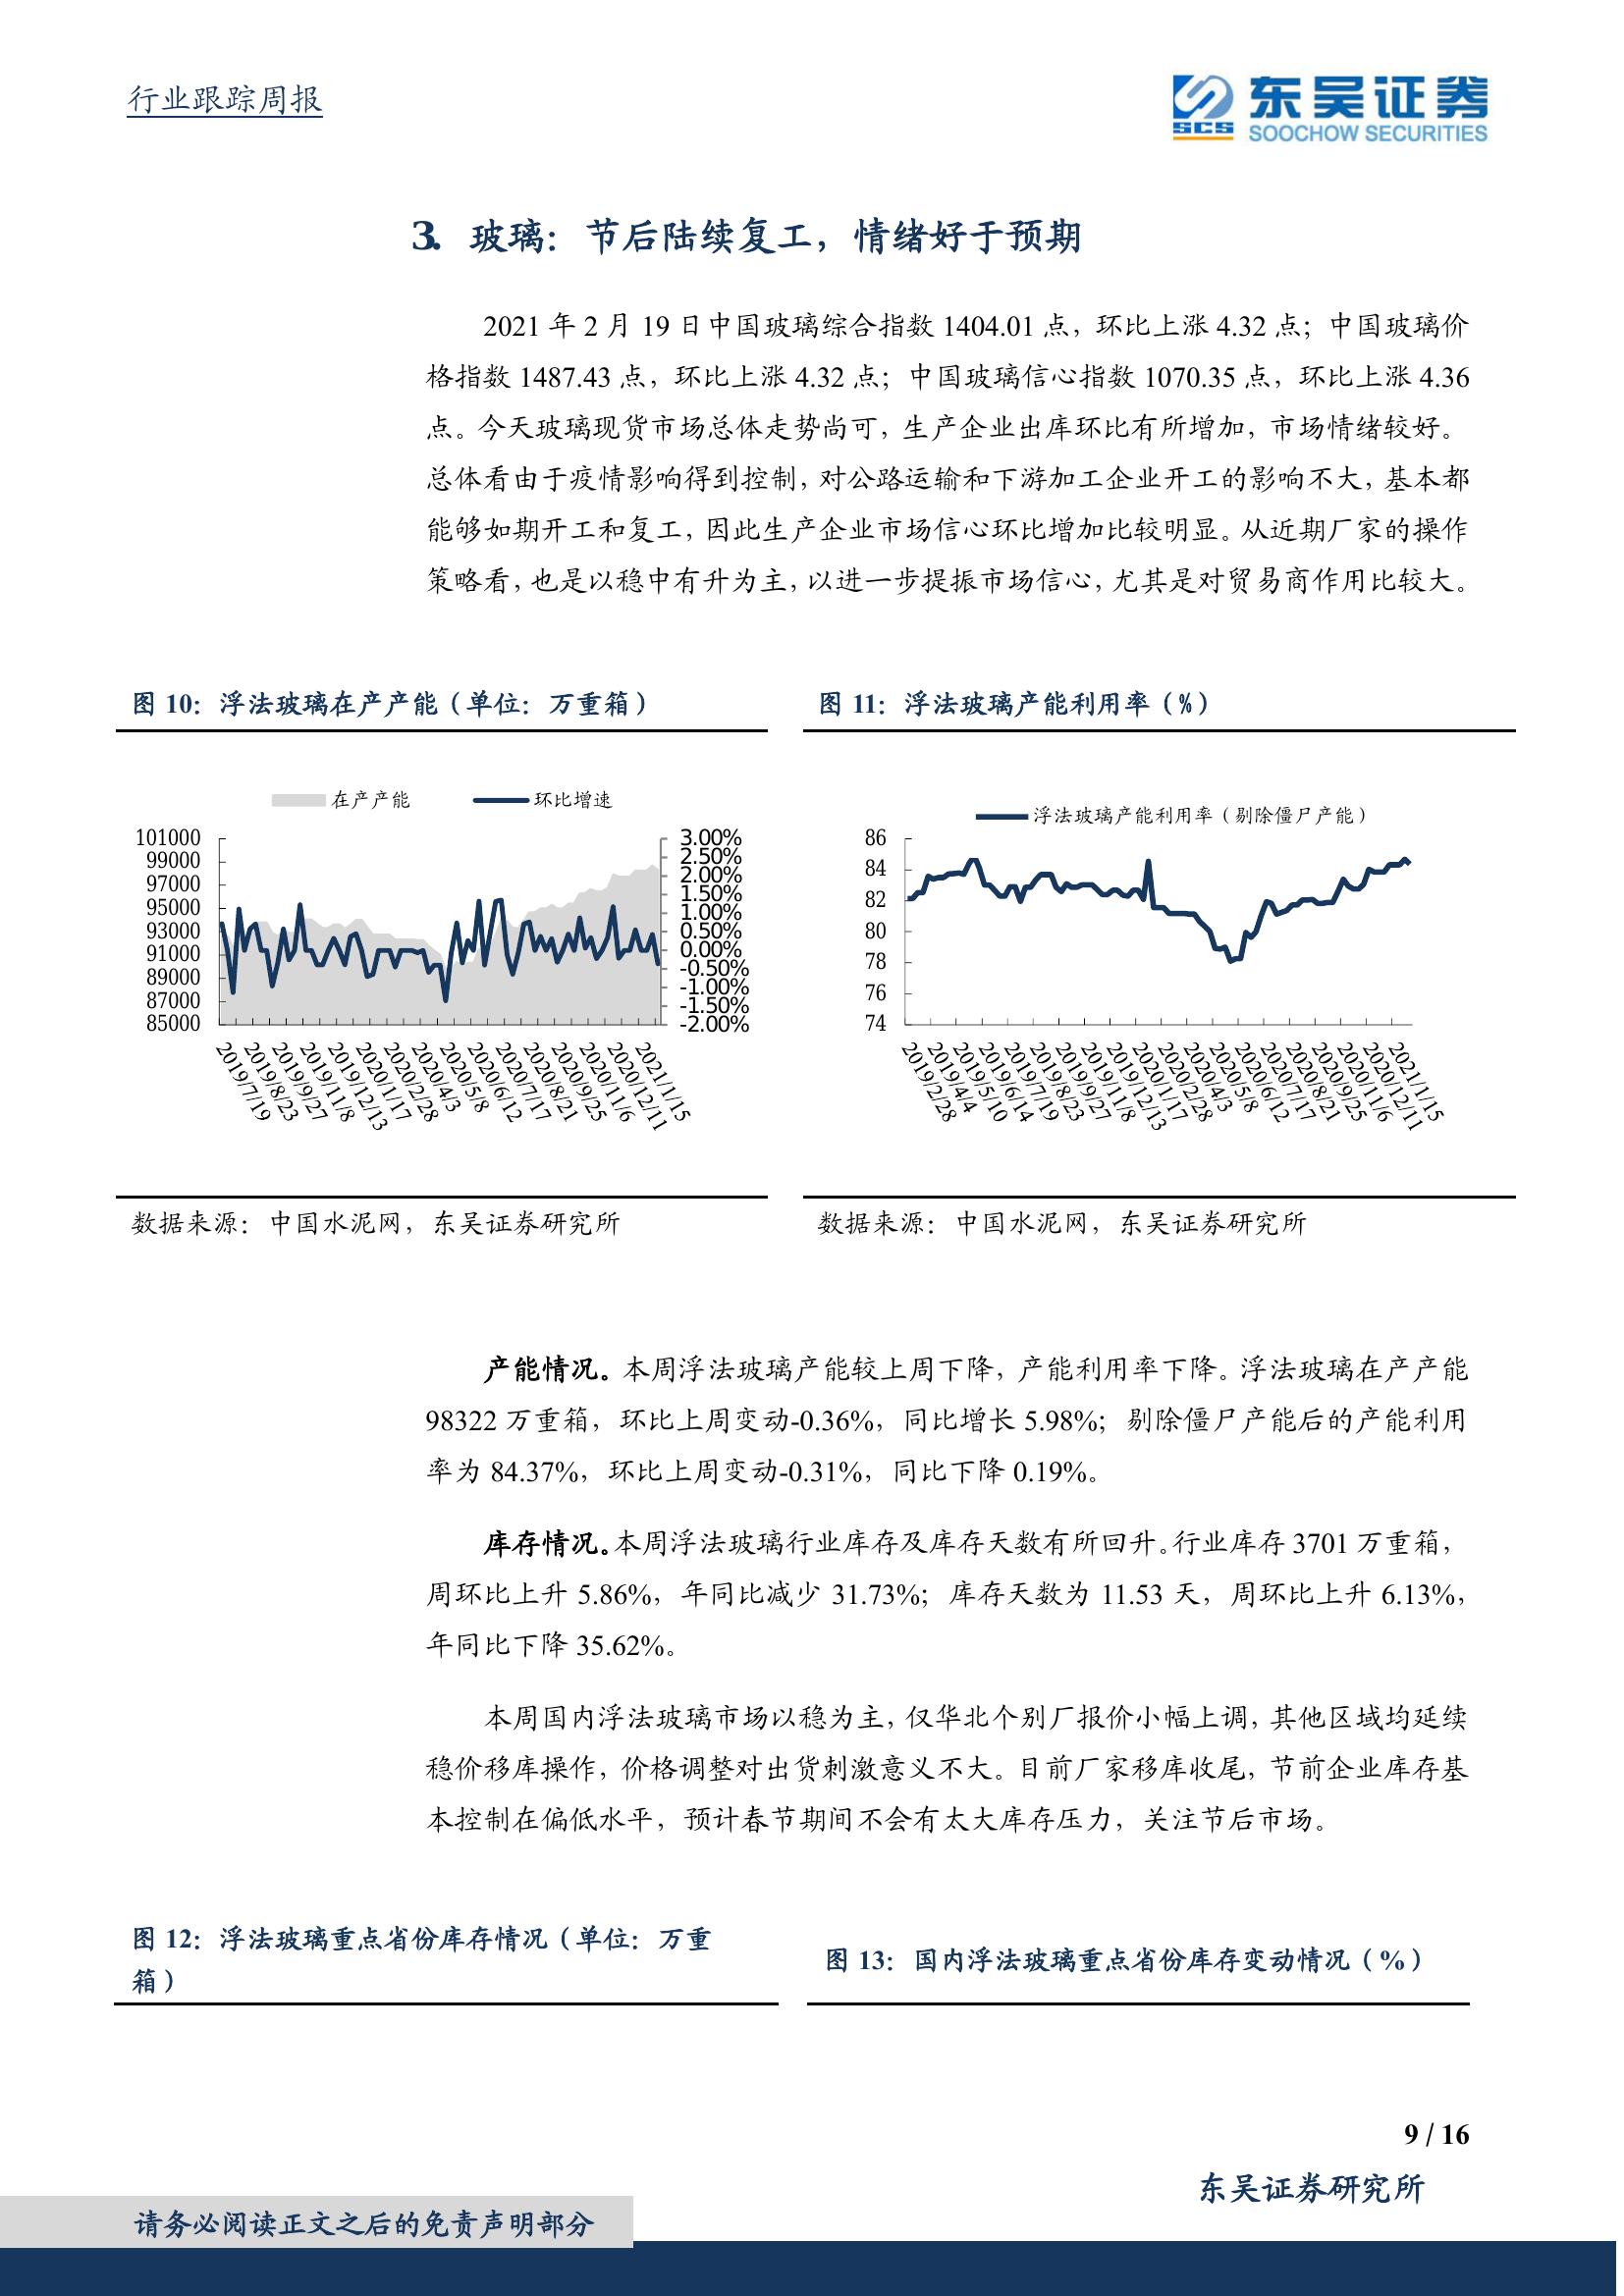 行业跟踪周报
东吴证券
SCS
SOOCHOW SECURITIES
3. 玻璃：节后陆续复工，情绪好于预期
2021 年 2 月 19 日中国玻璃综合指数 1404.01 点，环比上涨 4.32 点；中国玻璃价
格指数 1487.43 点，环比上涨 4.32 点；中国玻璃信心指数 1070.35 点，环比上涨 4.36
点。今天玻璃现货市场总体走势尚可，生产企业出库环比有所增加，市场情绪较好。
总体看由于疫情影响得到控制，对公路运输和下游加工企业开工的影响不大，基本都
能够如期开工和复工，因此生产企业市场信心环比增加比较明显。从近期厂家的操作
策略看，也是以稳中有升为主，以进一步提振市场信心，尤其是对贸易商作用比较大。
图 10：浮法玻璃在产产能（单位：万重箱）
在产产能 环比增速
101000
99000
97000
95000
93000
91000
89000
87000
85000
3.00%
2.50%
2.00%
1.50%
1.00%
0.50%
0.00%
-0.50%
-1.00%
-1.50%
-2.00%
2019/7/19
2019/8/23
2019/9/27
2019/11/8
2019/12/13
2020/1/17
2020/2/28
2020/4/3
2020/5/8
2020/6/12
2020/7/17
2020/8/21
2020/9/25
2020/11/6
2020/12/11
2021/1/15
数据来源：中国水泥网，东吴证券研究所
图 11：浮法玻璃产能利用率（%）
浮法玻璃产能利用率（剔除僵尸产能）
86
84
82
80
78
76
74
2019/2/28
2019/4/4
2019/5/10
2019/6/14
2019/7/19
2019/8/23
2019/9/27
2019/11/8
2019/12/13
2020/1/17
2020/2/28
2020/4/3
2020/5/8
2020/6/12
2020/7/17
2020/8/21
2020/9/25
2020/11/6
2020/12/11
2021/1/15
数据来源：中国水泥网，东吴证券研究所
产能情况。本周浮法玻璃产能较上周下降，产能利用率下降。浮法玻璃在产产能
98322 万重箱，环比上周变动-0.36%，同比增长 5.98%；剔除僵尸产能后的产能利用
率为 84.37%，环比上周变动-0.31%，同比下降 0.19%。
库存情况。本周浮法玻璃行业库存及库存天数有所回升。行业库存 3701 万重箱，
周环比上升 5.86%，年同比减少 31.73%；库存天数为 11.53 天，周环比上升 6.13%，
年同比下降 35.62%。
本周国内浮法玻璃市场以稳为主，仅华北个别厂报价小幅上调，其他区域均延续
稳价移库操作，价格调整对出货刺激意义不大。目前厂家移库收尾，节前企业库存基
本控制在偏低水平，预计春节期间不会有太大库存压力，关注节后市场。
图 12：浮法玻璃重点省份库存情况（单位：万重
箱）
图 13：国内浮法玻璃重点省份库存变动情况（%）
9 / 16
东吴证券研究所
请务必阅读正文之后的免责声明部分